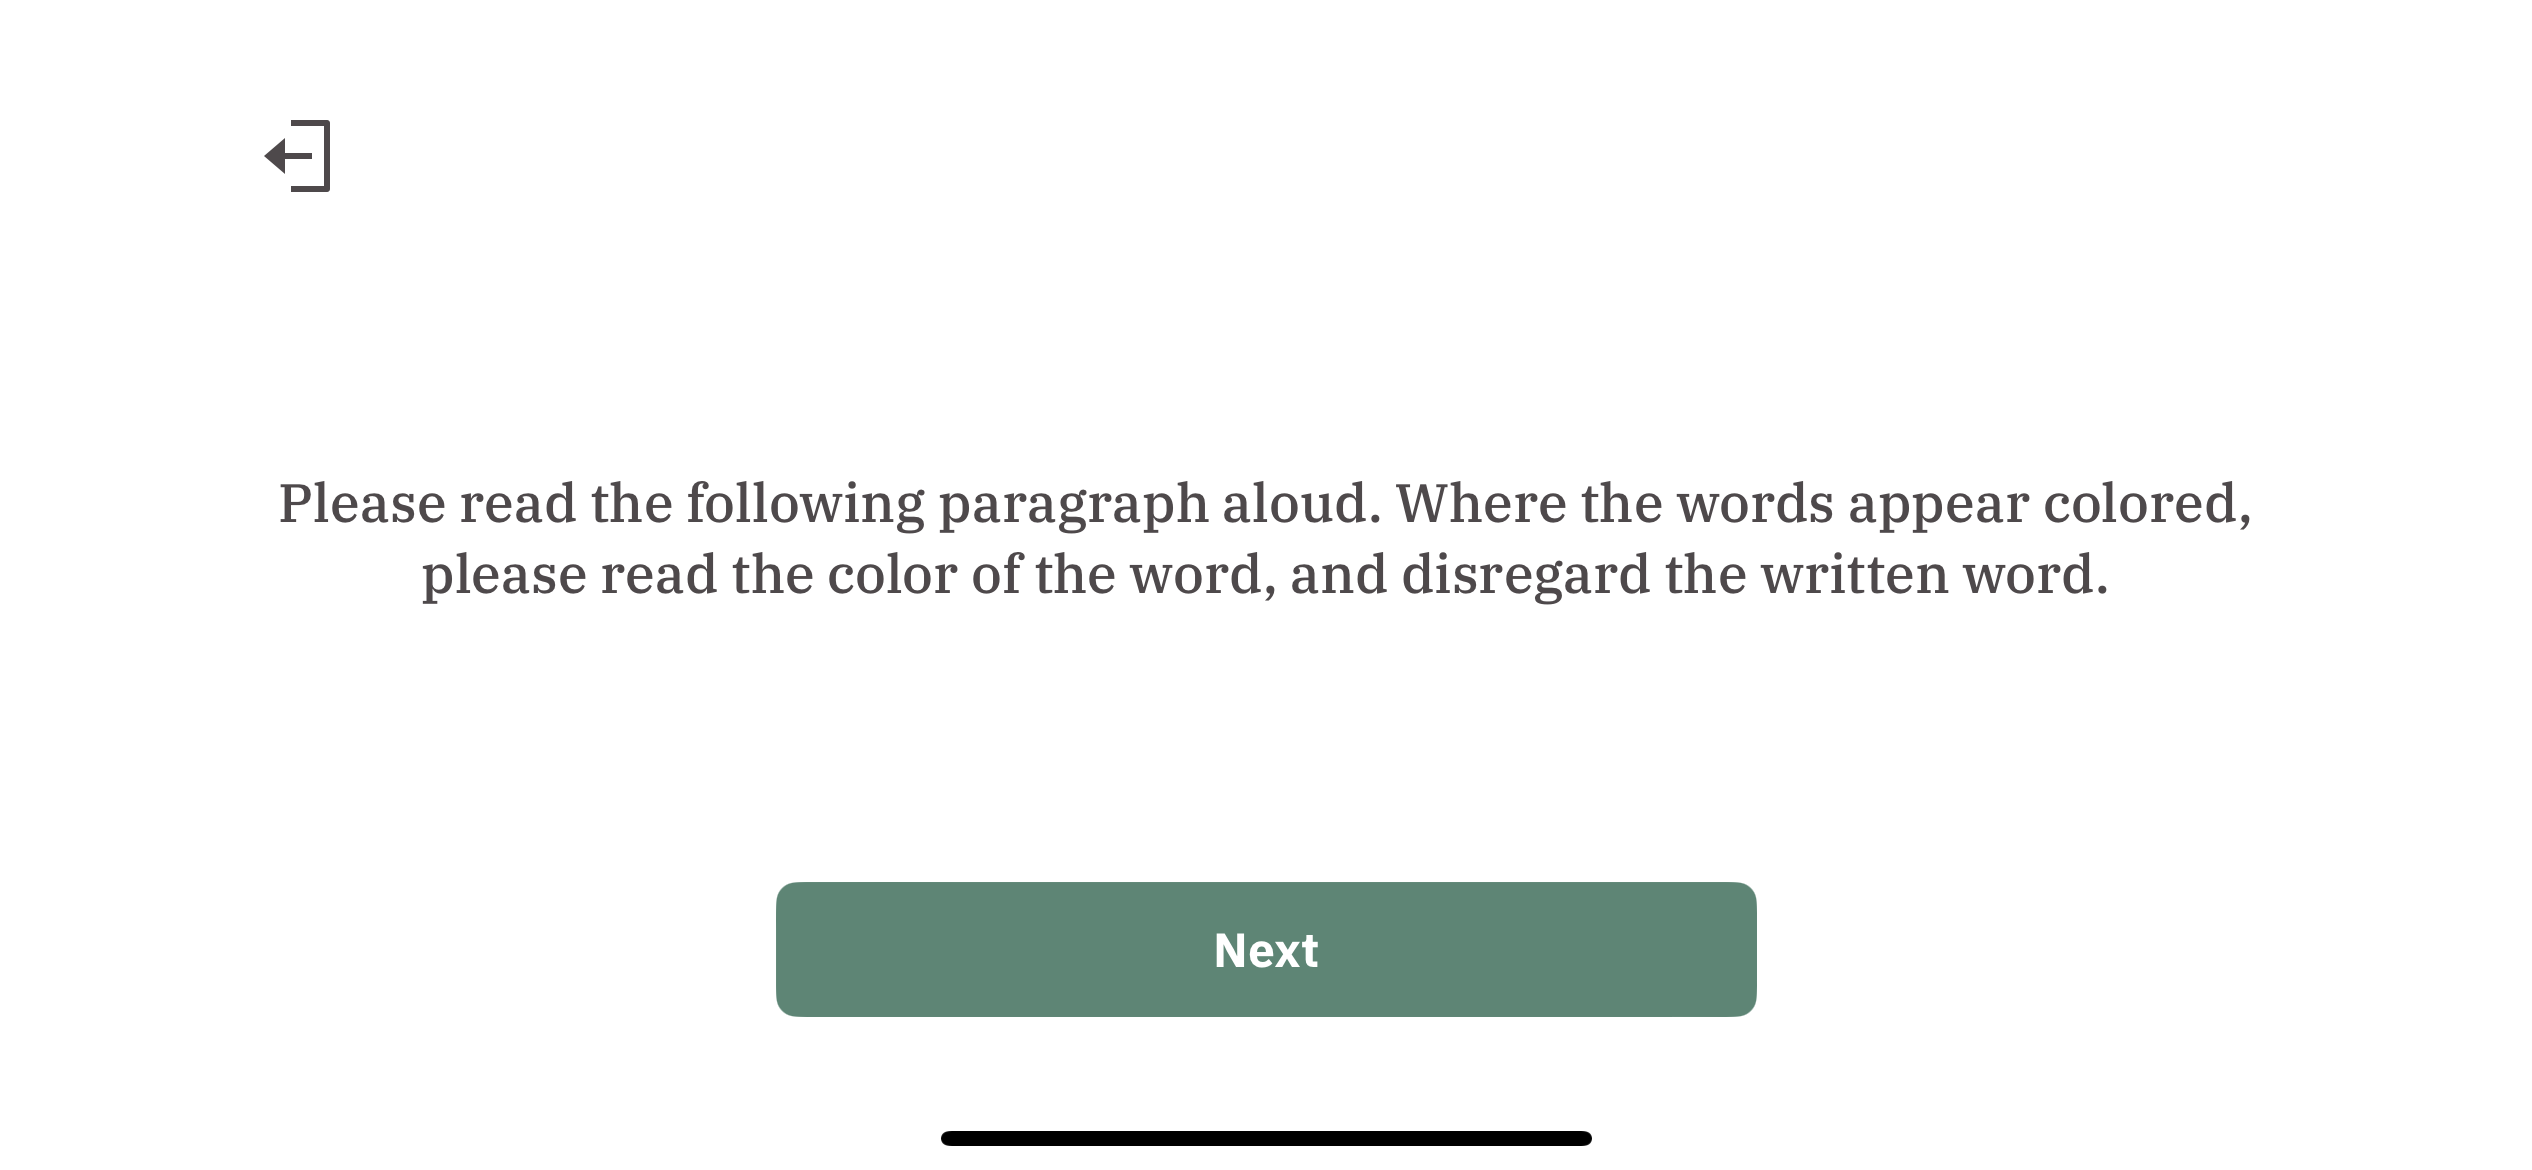 Please read the following paragraph aloud. Where the words appear colored,
please read the color of the word, and disregard the written word.
Next